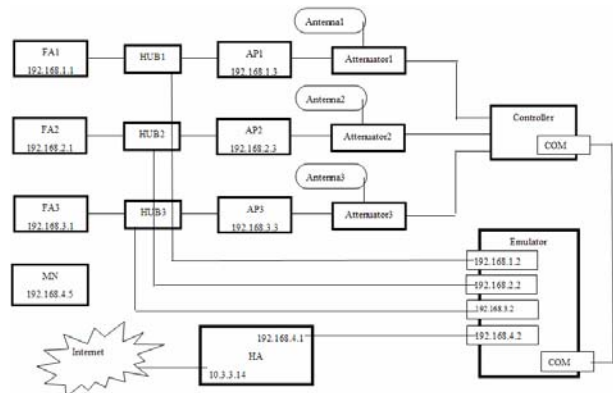 Antenna1
FA1
192.168.1.1
HUB1
AP1
192.168.1.3
Attenuator1
Antenna2
FA2
192.168.2.1
HUB2
AP2
192.168.2.3
Attenuator2
Controller
COM
Antenna3
FA3
192.168.3.1
HUB3
AP3
192.168.3.3
Attenuator3
Emulator
192.168.1.2
192.168.2.2
192.168.3.2
192.168.4.2
COM
MN
192.168.4.5
Internet
192.168.4.1
HA
10.3.3.14